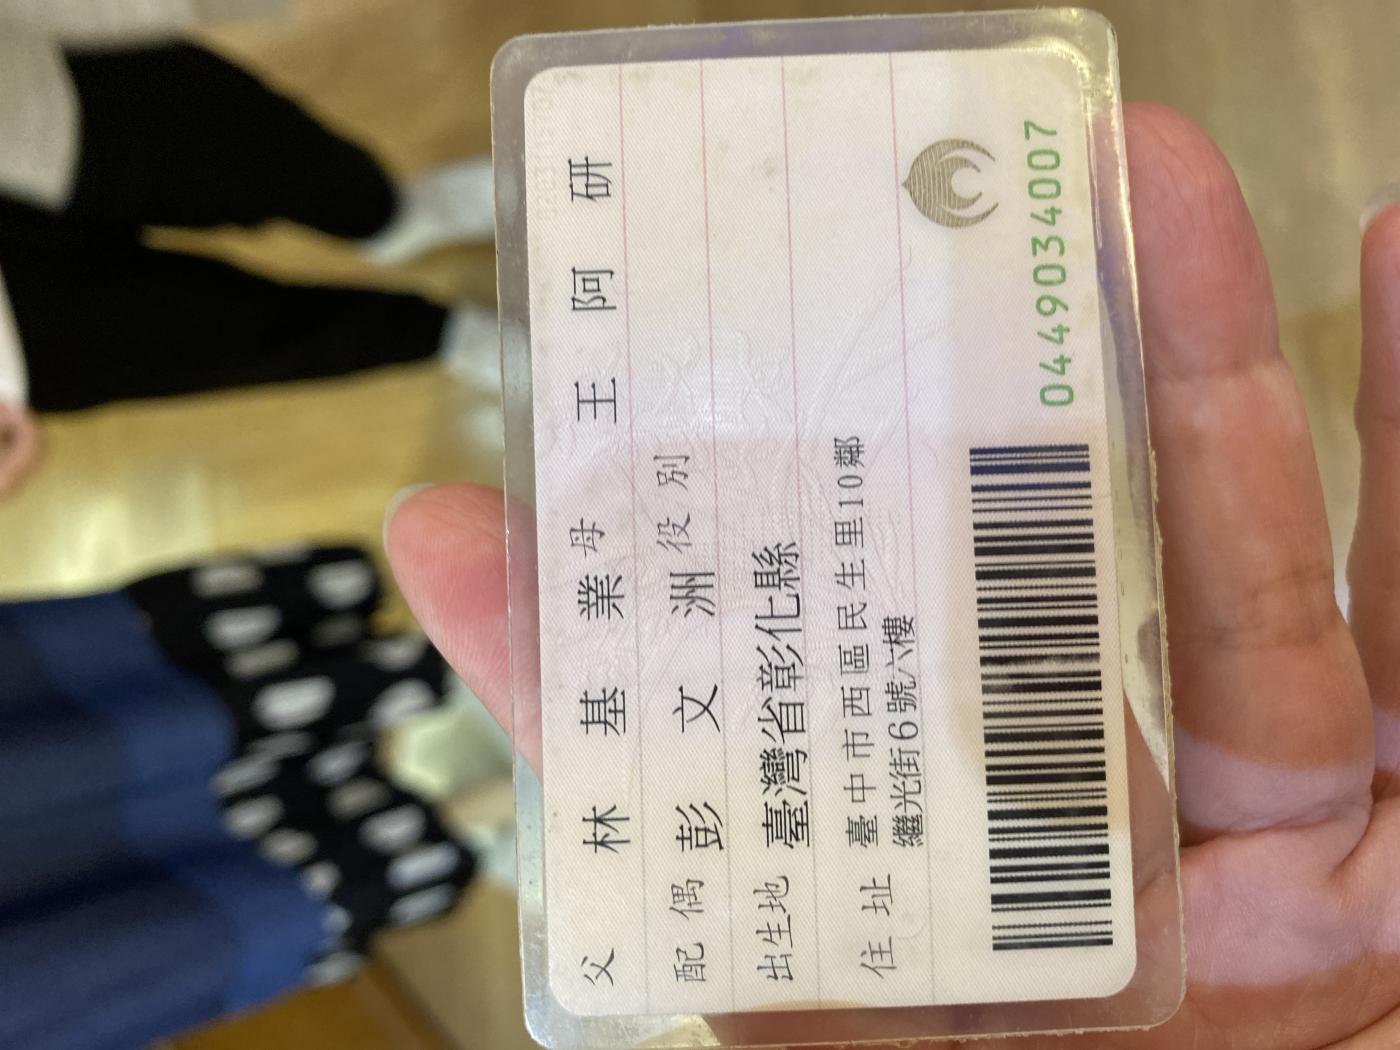 父 林基業 母 王阿研
配偶 彭文洲 役別
出生地 臺灣省彰化縣
住址 臺中市西區民生里10鄰
繼光街6號六樓
0449034007